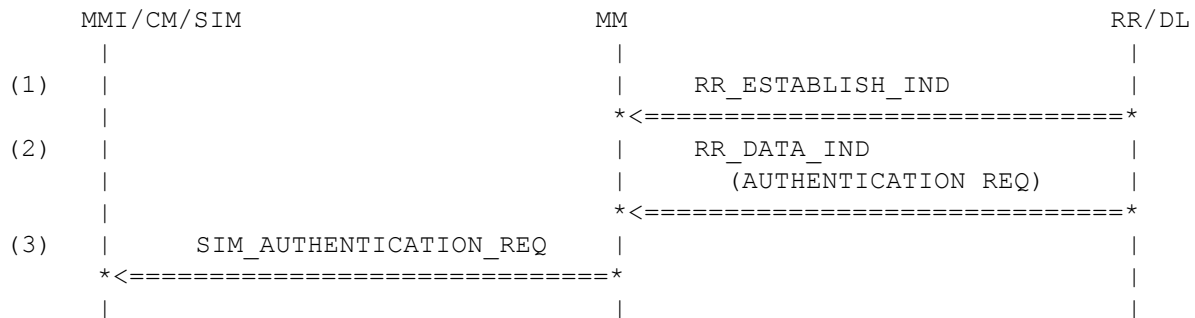 MMI/CM/SIM MM RR/DL
| | |
(1) | | RR_ESTABLISH_IND |
| *<==============================*
(2) | | RR_DATA_IND |
| | (AUTHENTICATION REQ) |
| *<==============================*
(3) | SIM_AUTHENTICATION_REQ | |
*<==============================* |
| | |